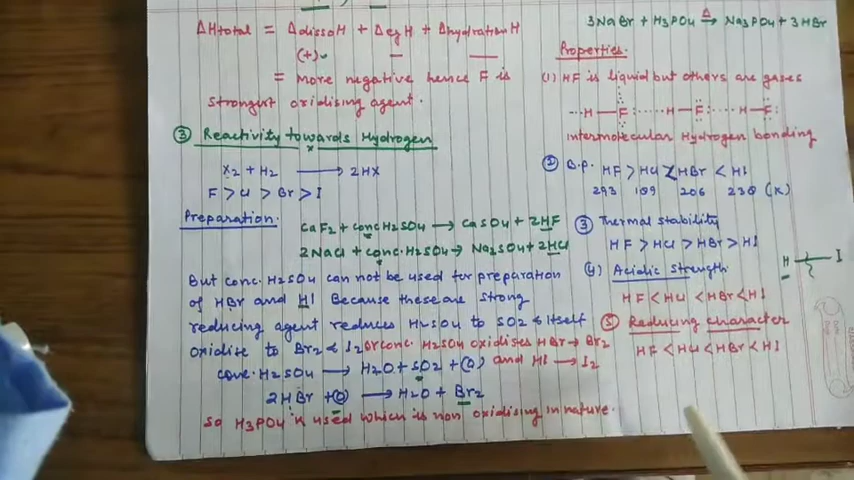 ΔHtotal = ΔdissoH + ΔegH + ΔhydrationH
(+) — —
= more negative hence F is
strongest oxidising agent.
③ Reactivity towards Hydrogen
X2 + H2 ⟶ 2HX
F > Cl > Br > I
Preparation.
CaF2 + conc H2SO4 ⟶ CaSO4 + 2HF
2NaCl + conc. H2SO4 → Na2SO4 + 2HCl
But conc. H2SO4 can not be used for preparation
of HBr and HI Because these are strong
reducing agent reduces H2SO4 to SO2 & itself
oxidise to Br2 & I2 Or conc. H2SO4 oxidises HBr → Br2
and HI → I2
conc. H2SO4 ⟶ H2O + SO2 + (O)
2HBr + (O) ⟶ H2O + Br2
So H3PO4 is used which is non oxidising in nature.
3NaBr + H3PO4 Δ→ Na3PO4 + 3HBr
Properties.
(1) HF is liquid but others are gases
---H—F:----H—F:---H—F:
intermolecular Hydrogen bonding
② B.P. HF > HCl < HBr < HI
293 189 206 238 (K)
③ Thermal stability
HF > HCl > HBr > HI
(4) Acidic Strength
HF < HCl < HBr < HI
H I
⑤ Reducing character
HF < HCl < HBr < HI